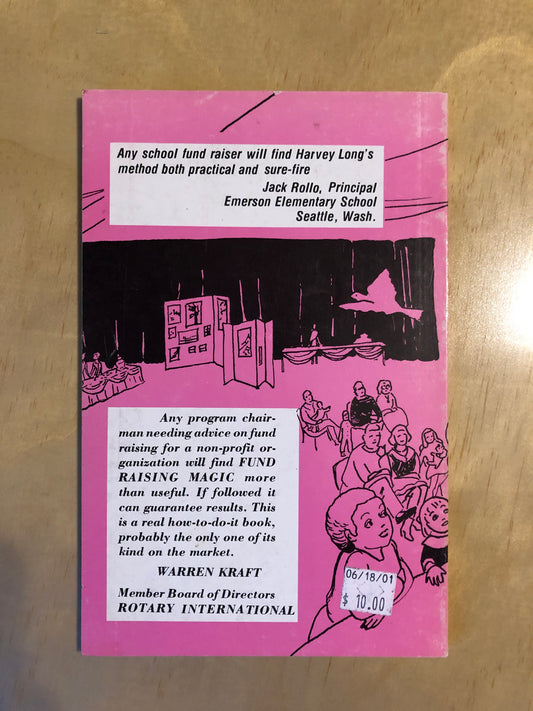 Any school fund raiser will find Harvey Long's
method both practical and sure-fire
Jack Rollo, Principal
Emerson Elementary School
Seattle, Wash.
Any program chair-
man needing advice on fund
raising for a non-profit or-
ganization will find FUND
RAISING MAGIC more
than useful. If followed it
can guarantee results. This
is a real how-to-do-it book,
probably the only one of its
kind on the market.
WARREN KRAFT
Member Board of Directors
ROTARY INTERNATIONAL
06/18/01
$ 10.00